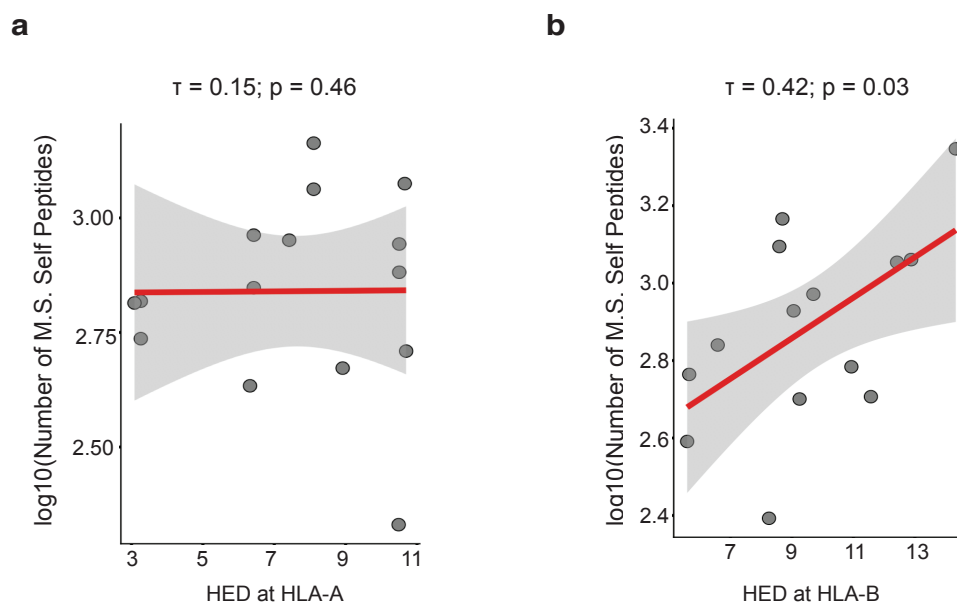 a
τ = 0.15; p = 0.46
log10(Number of M.S. Self Peptides)
3.00
2.75
2.50
3 5 7 9 11
HED at HLA-A
b
τ = 0.42; p = 0.03
log10(Number of M.S. Self Peptides)
3.4
3.2
3.0
2.8
2.6
2.4
7 9 11 13
HED at HLA-B